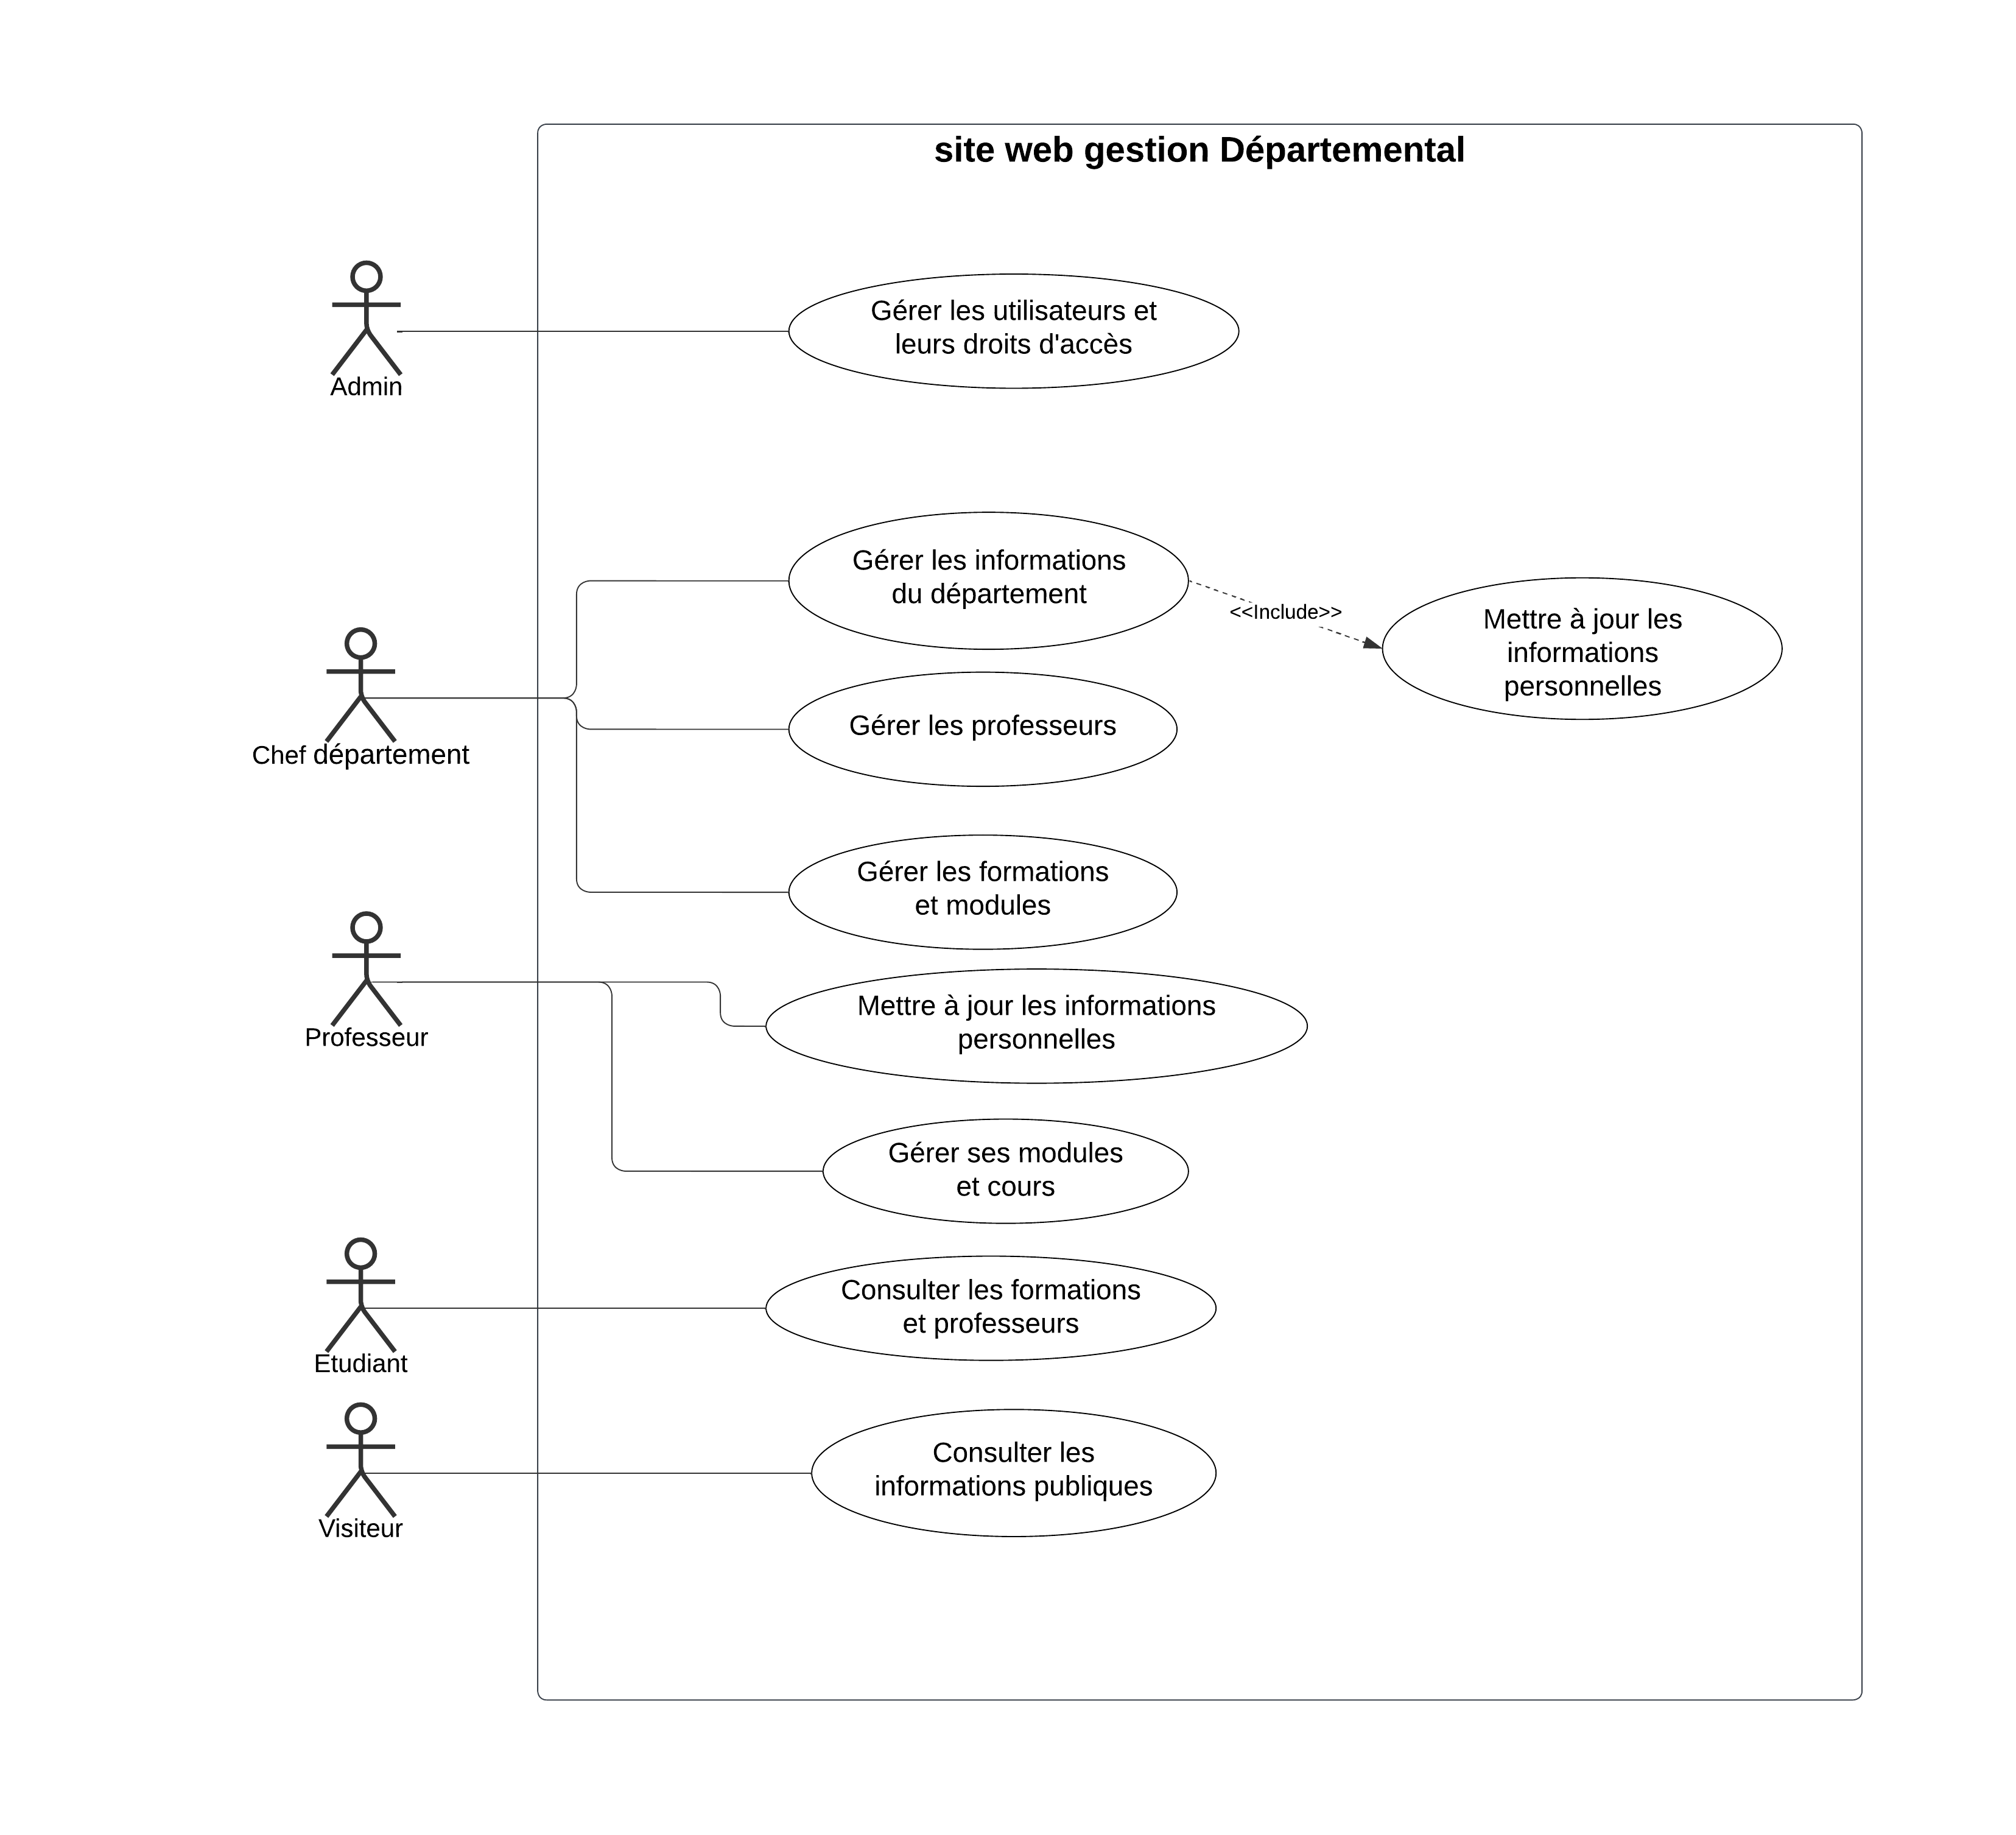 site web gestion Départemental
Gérer les utilisateurs et
leurs droits d'accès
Admin
Gérer les informations
du département
<<Include>>
Mettre à jour les
informations
personnelles
Chef département
Gérer les professeurs
Gérer les formations
et modules
Professeur
Mettre à jour les informations
personnelles
Gérer ses modules
et cours
Etudiant
Consulter les formations
et professeurs
Visiteur
Consulter les
informations publiques